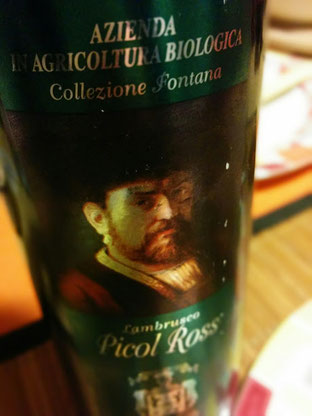 AZIENDA
IN AGRICOLTURA BIOLOGICA
Collezione Fontana
Lambrusco
Picol Ross